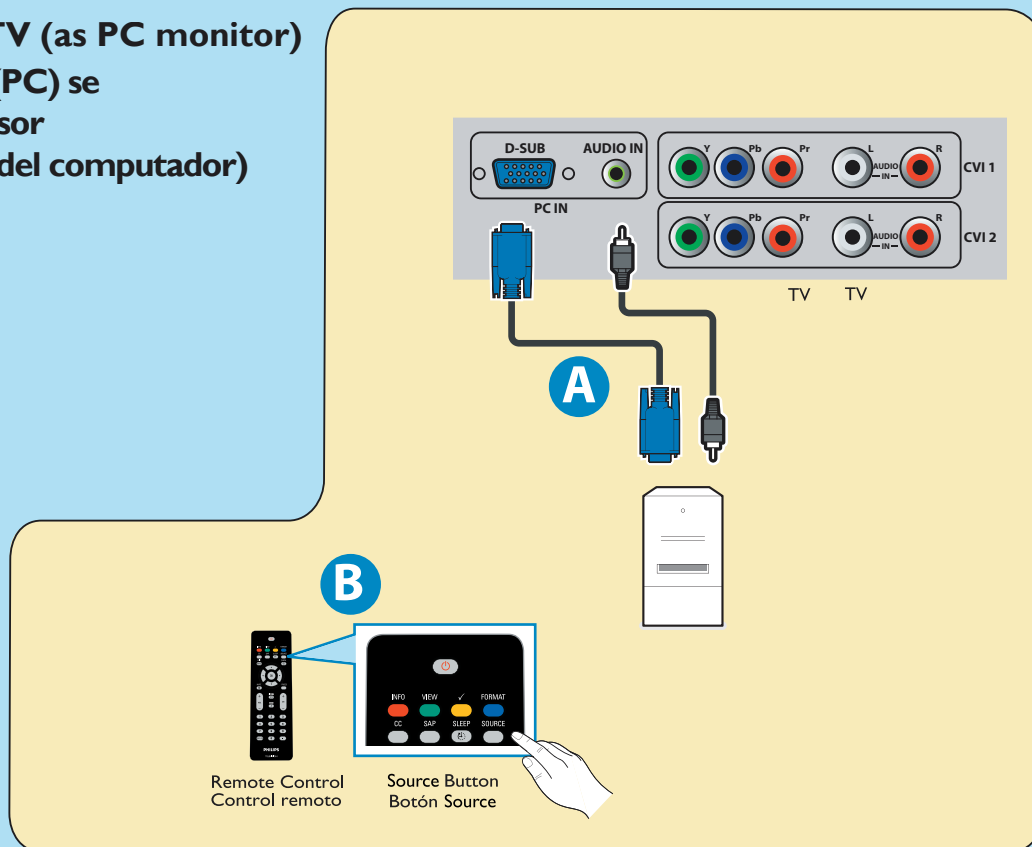 TV (as PC monitor)
(PC) se
sor
del computador)
D-SUB
AUDIO IN
PC IN
Y
Pb
Pr
L
AUDIO
IN
R
CVI 1
Y
Pb
Pr
L
AUDIO
IN
R
CVI 2
TV TV
A
B
INFO VIEW ✓ FORMAT
CC SAP SLEEP SOURCE
PHILIPS
Remote Control
Control remoto
Source Button
Botón Source